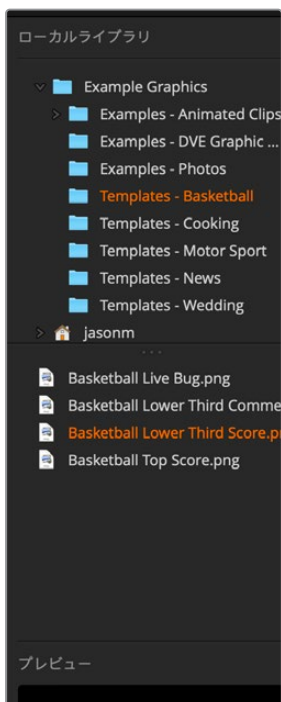 ローカルライブラリ
Example Graphics
Examples - Animated Clips
Examples - DVE Graphic ...
Examples - Photos
Templates - Basketball
Templates - Cooking
Templates - Motor Sport
Templates - News
Templates - Wedding
jasonm
Basketball Live Bug.png
Basketball Lower Third Comme
Basketball Lower Third Score.p
Basketball Top Score.png
プレビュー